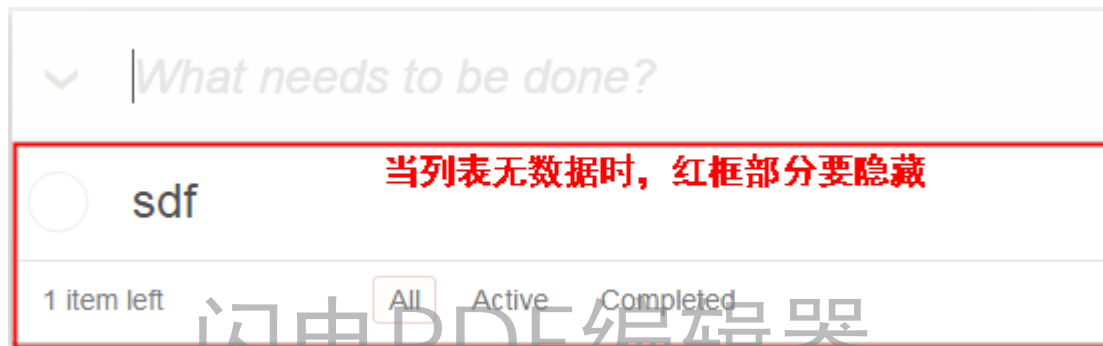 What needs to be done?
当列表无数据时，红框部分要隐藏
sdf
1 item left All Active Completed
闪电PDF编辑器